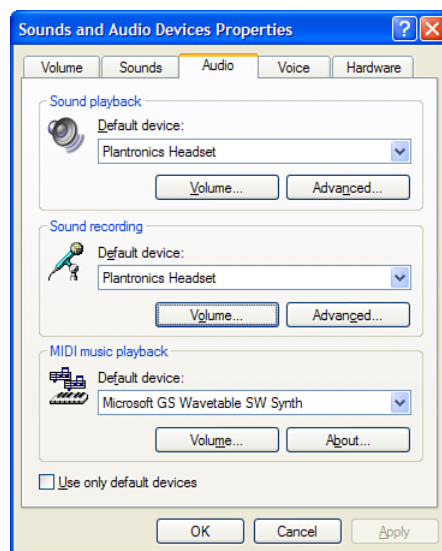 Sounds and Audio Devices Properties
Volume Sounds Audio Voice Hardware
Sound playback
Default device:
Plantronics Headset
Volume... Advanced...
Sound recording
Default device:
Plantronics Headset
Volume... Advanced...
MIDI music playback
Default device:
Microsoft GS Wavetable SW Synth
Volume... About...
Use only default devices
OK Cancel Apply